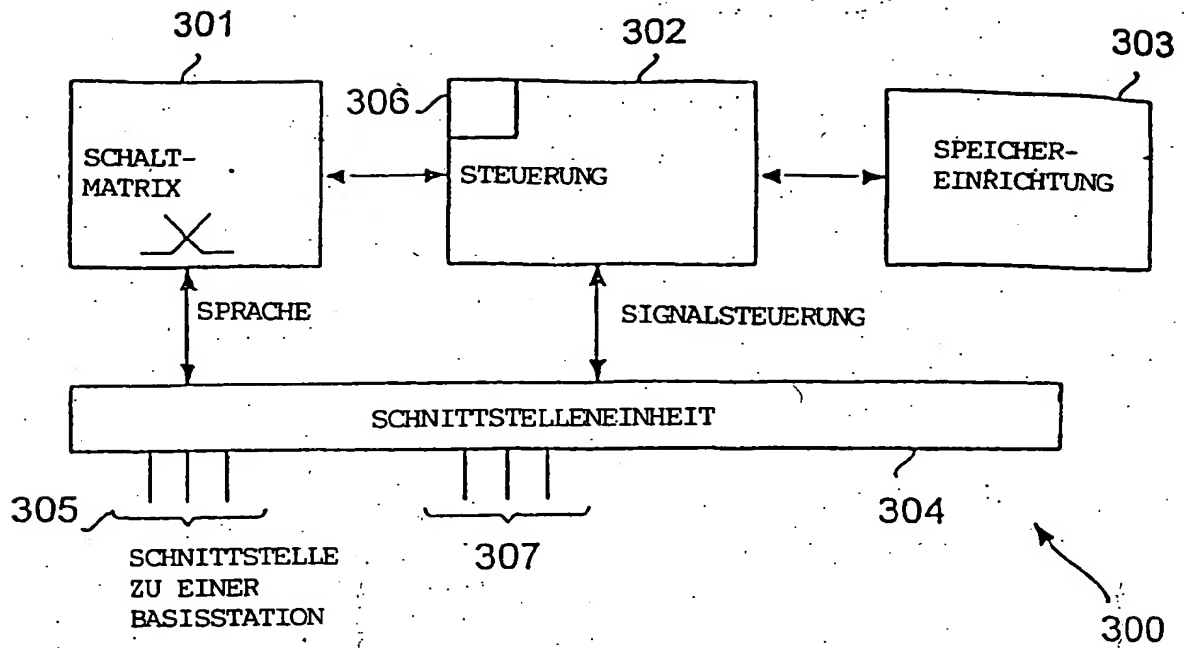 301
302
303
306
SCHALT-
MATRIX
STEUERUNG
SPEICHER-
EINRICHTUNG
SPRACHE
SIGNALSTEUERUNG
SCHNITTSTELLENEINHEIT
305
307
304
SCHNITTSTELLE
ZU EINER
BASISSTATION
300